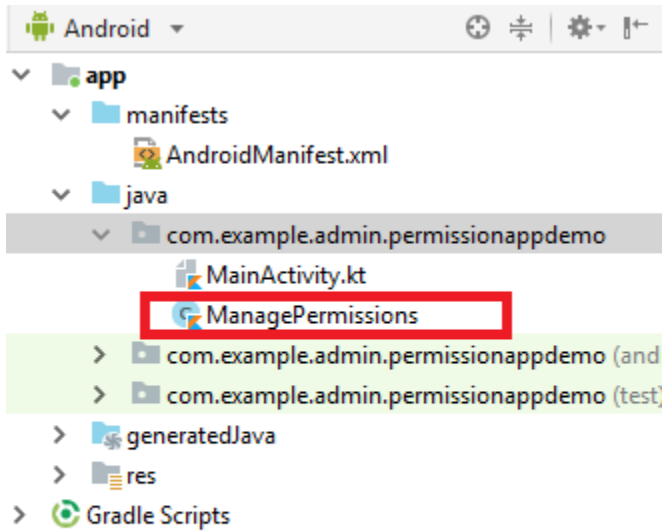 Android
app
manifests
AndroidManifest.xml
java
com.example.admin.permissionappdemo
MainActivity.kt
ManagePermissions
com.example.admin.permissionappdemo (and
com.example.admin.permissionappdemo (test)
generatedJava
res
Gradle Scripts